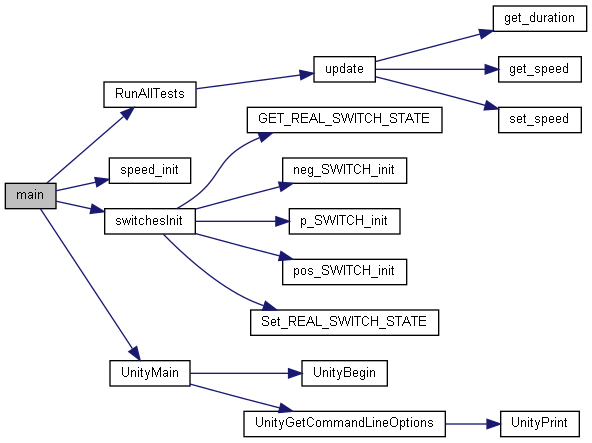 get_duration
update
get_speed
RunAllTests
set_speed
GET_REAL_SWITCH_STATE
speed_init
neg_SWITCH_init
main
switchesInit
p_SWITCH_init
pos_SWITCH_init
Set_REAL_SWITCH_STATE
UnityMain
UnityBegin
UnityGetCommandLineOptions
UnityPrint